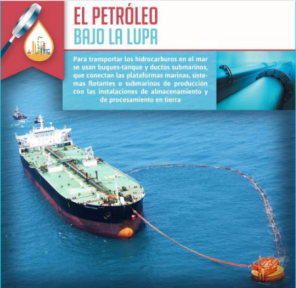 EL PETRÓLEO
BAJO LA LUPA
Para transportar los hidrocarburos en el mar
se usan buques-tanque y ductos submarinos,
que conectan las plataformas marinas, siste-
mas flotantes o submarinos de producción
con las instalaciones de almacenamiento y
de procesamiento en tierra